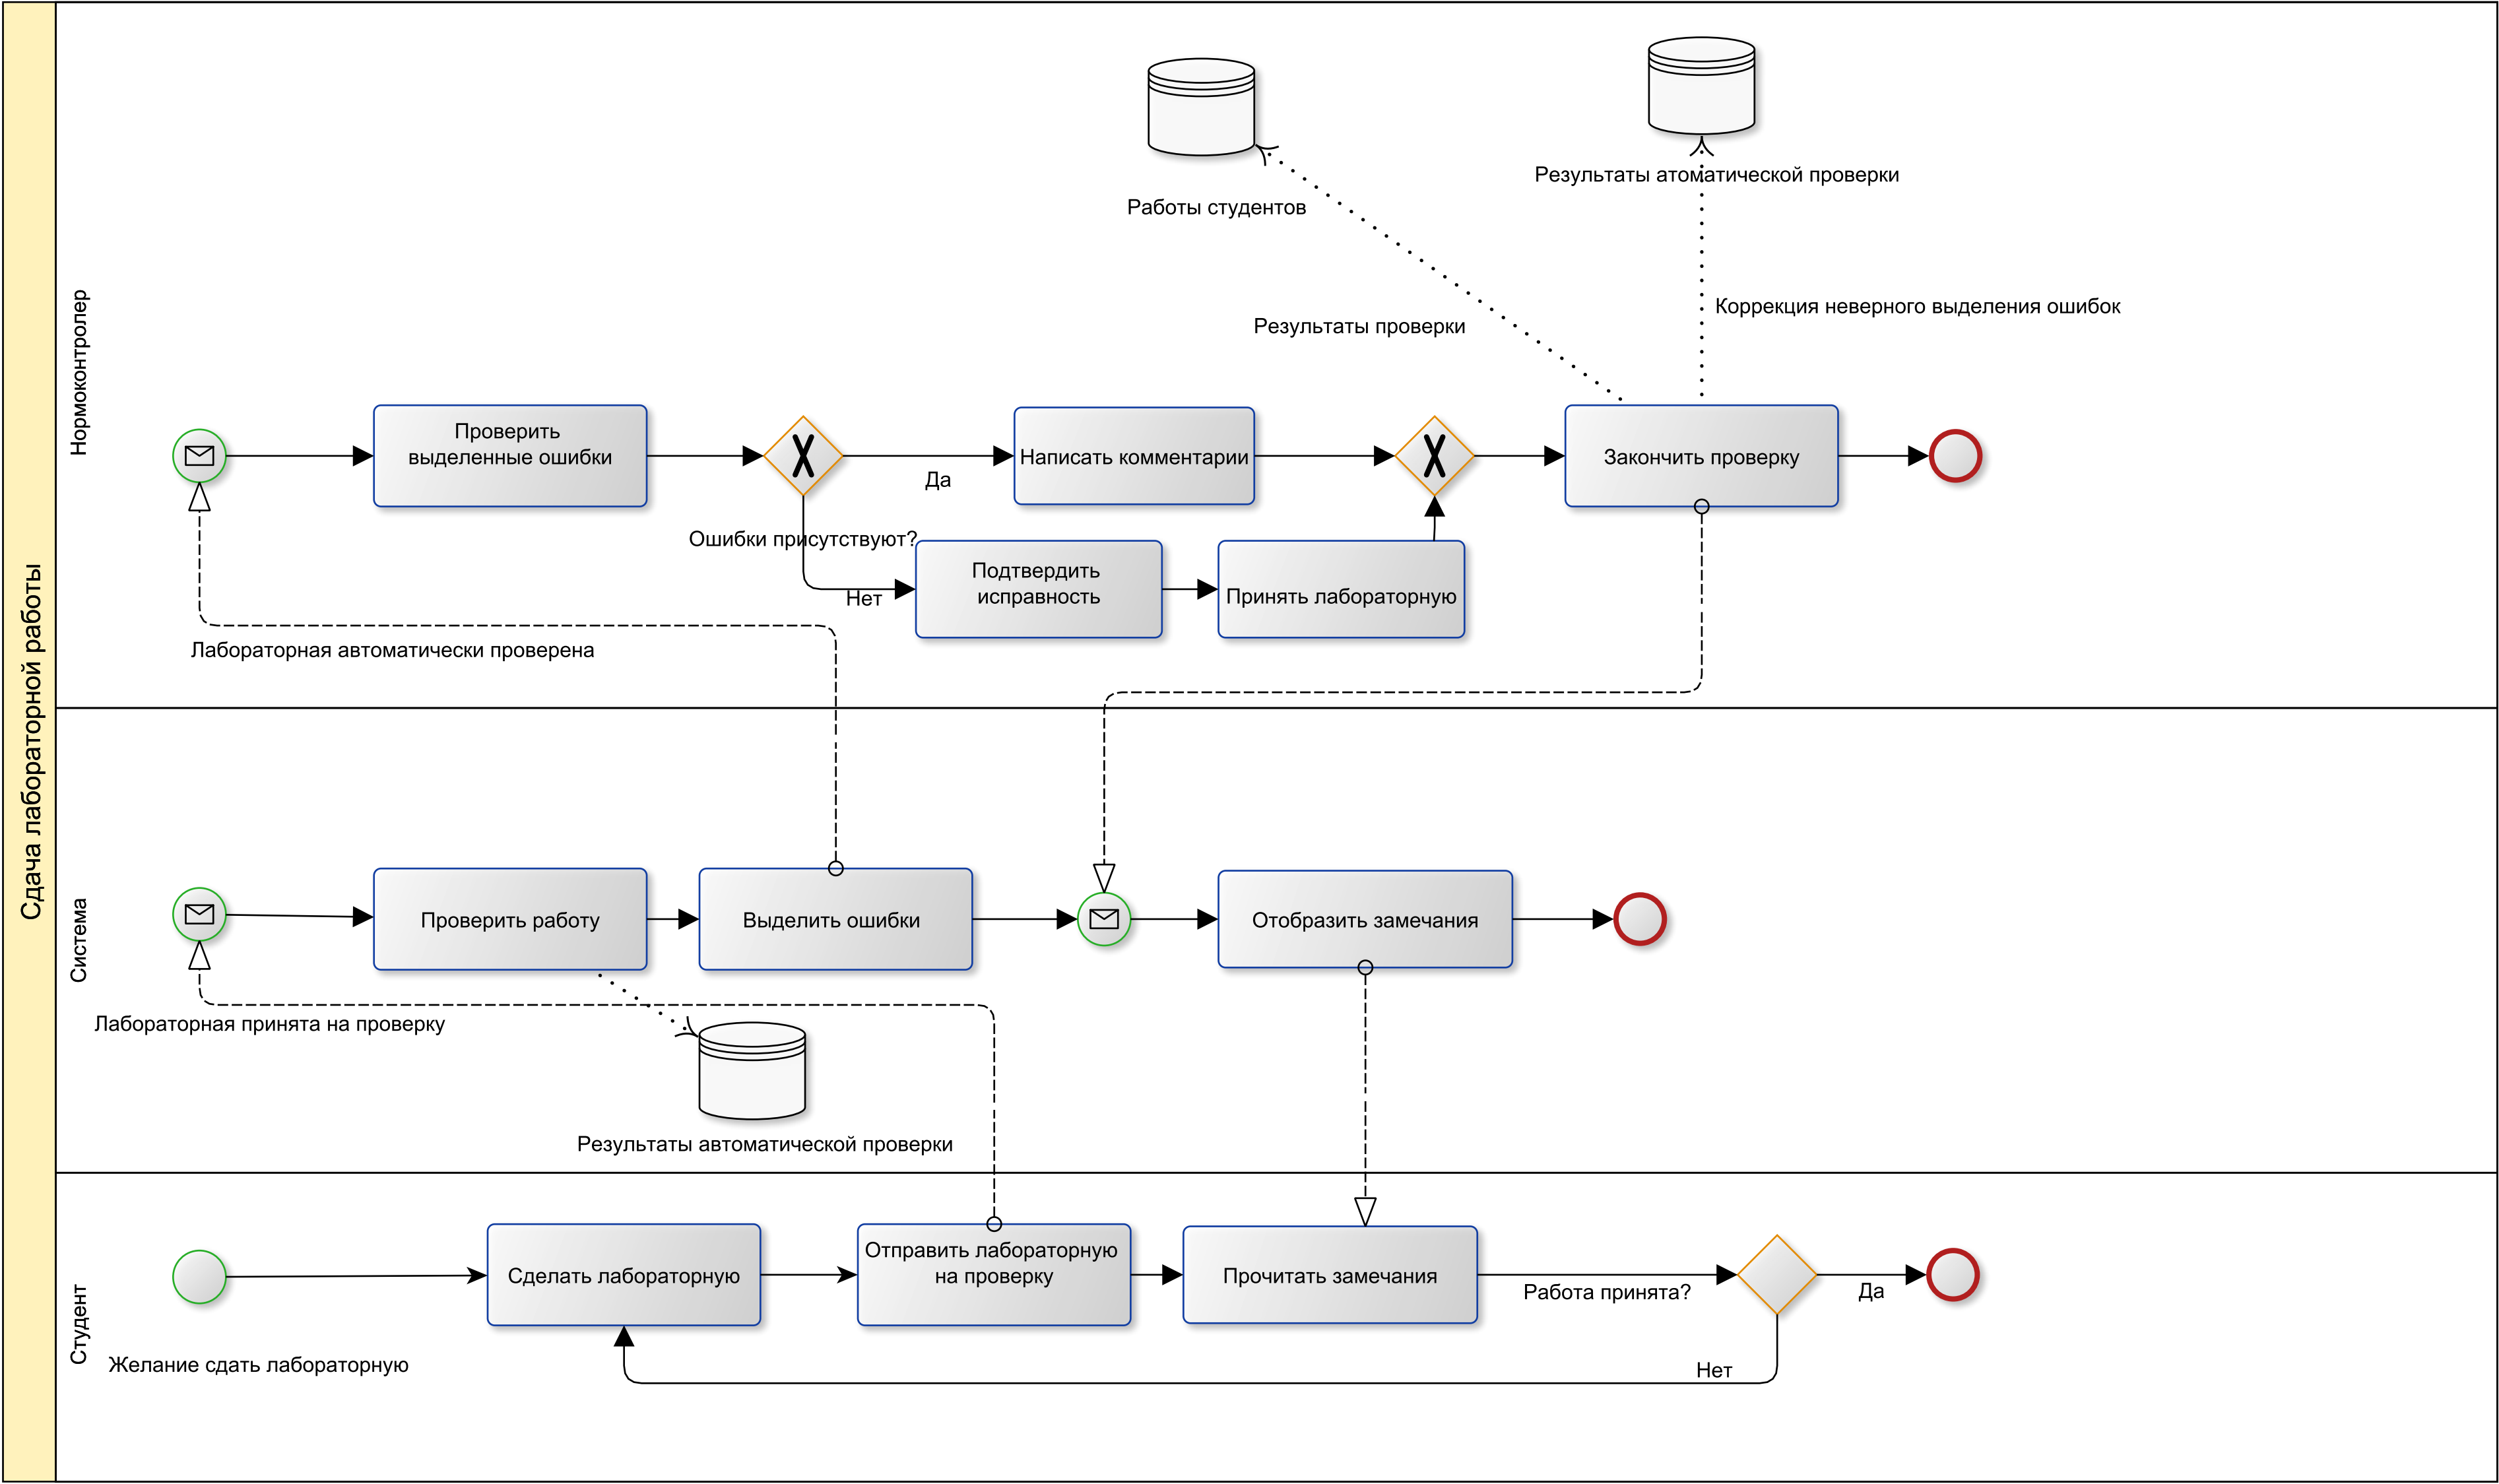 Сдача лабораторной работы
Нормоконтролер
Работы студентов
Результаты атоматической проверки
Результаты проверки
Коррекция неверного выделения ошибок
Проверить
выделенные ошибки
Ошибки присутствуют?
Да
Нет
Написать комментарии
Подтвердить
исправность
Принять лабораторную
Закончить проверку
Лабораторная автоматически проверена
Система
Проверить работу
Выделить ошибки
Отобразить замечания
Лабораторная принята на проверку
Результаты автоматической проверки
Студент
Желание сдать лабораторную
Сделать лабораторную
Отправить лабораторную
на проверку
Прочитать замечания
Работа принята?
Да
Нет